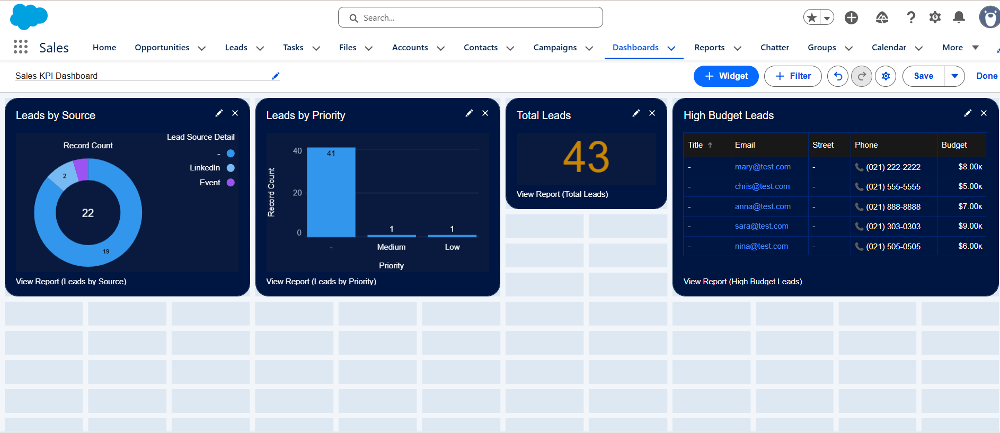 Search...
Sales Home Opportunities Leads Tasks Files Accounts Contacts Campaigns Dashboards Reports Chatter Groups Calendar More
Sales KPI Dashboard
Widget Filter Save Done
Leads by Source
Record Count
Lead Source Detail
-
LinkedIn
Event
2
22
19
View Report (Leads by Source)
Leads by Priority
Record Count
40
20
0
41
1
1
- Medium Low
Priority
View Report (Leads by Priority)
Total Leads
43
View Report (Total Leads)
High Budget Leads
Title Email Street Phone Budget
- mary@test.com - (021) 222-2222 $8.00K
- chris@test.com - (021) 555-5555 $5.00K
- anna@test.com - (021) 888-8888 $7.00K
- sara@test.com - (021) 303-0303 $9.00K
- nina@test.com - (021) 505-0505 $6.00K
View Report (High Budget Leads)